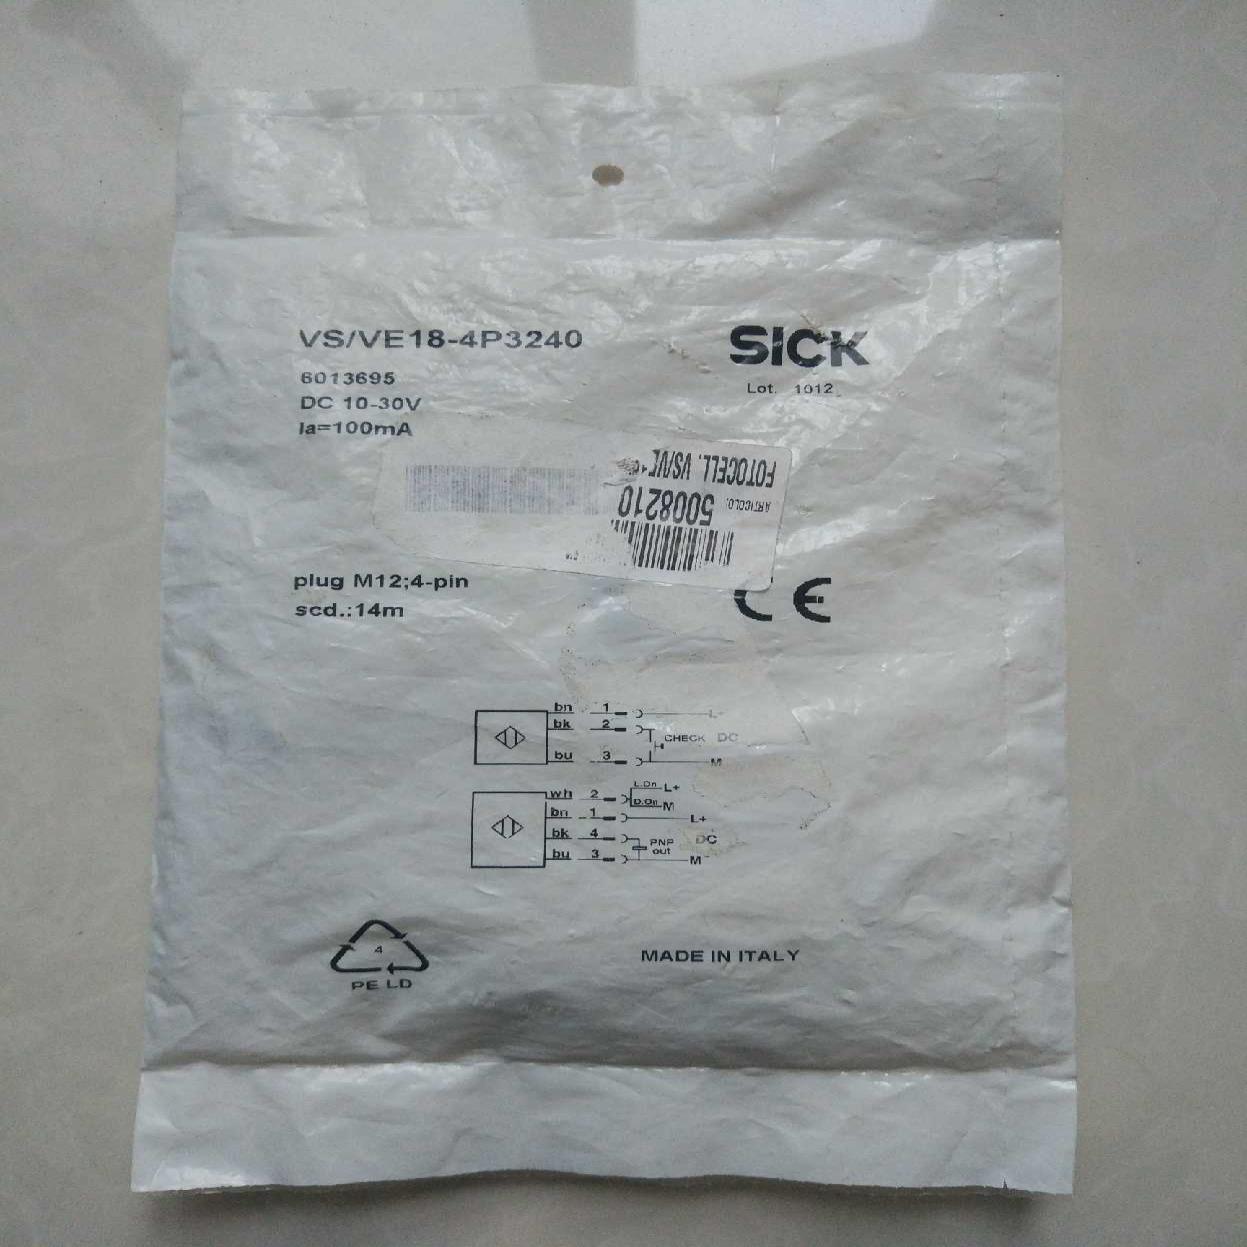 VS/VE18-4P3240
SICK
6013695
Lot. 1012
DC 10-30V
Ia=100mA
FOTOCELL. VS/VE
ARTICOLO:
5008210
plug M12;4-pin
scd.:14m
CE
bn 1 L+
bk 2
CHECK DC
bu 3 M
wh 2 L.On L+
D.On M
bn 1 L+
bk 4 PNP DC
out
bu 3 M
4
PE LD
MADE IN ITALY